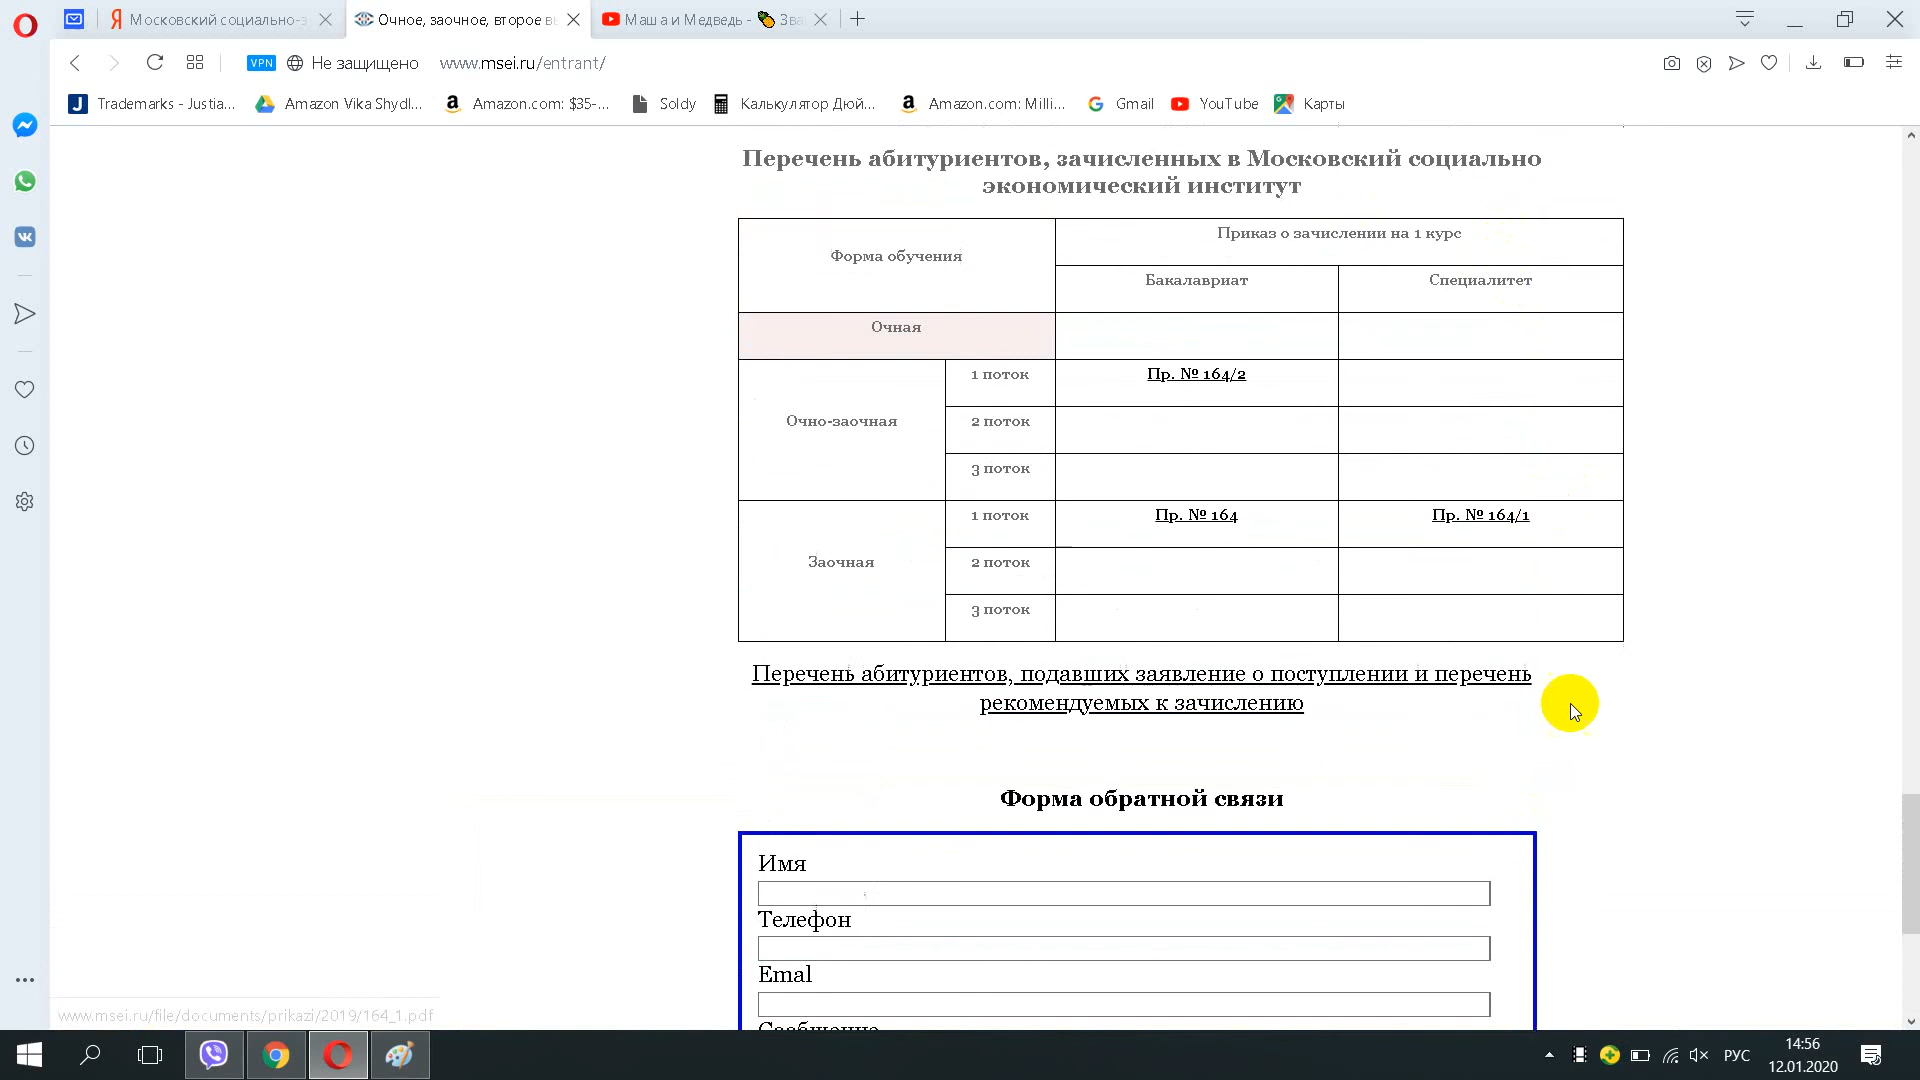 Московский социально-э
Очное, заочное, второе вы
Маша и Медведь - 🍍 Зва
VPN
Не защищено
www.msei.ru/entrant/
Trademarks - Justia...
Amazon Vika Shydl...
Amazon.com: $35-...
Soldy
Калькулятор Дюй...
Amazon.com: Milli...
Gmail
YouTube
Карты
Перечень абитуриентов, зачисленных в Московский социально
экономический институт
Форма обучения
Приказ о зачислении на 1 курс
Бакалавриат
Специалитет
Очная
Очно-заочная
1 поток
Пр. № 164/2
2 поток
3 поток
Заочная
1 поток
Пр. № 164
Пр. № 164/1
2 поток
3 поток
Перечень абитуриентов, подавших заявление о поступлении и перечень
рекомендуемых к зачислению
Форма обратной связи
Имя
Телефон
Emal
Сообщение
www.msei.ru/file/documents/prikazi/2019/164_1.pdf
РУС
14:56
12.01.2020